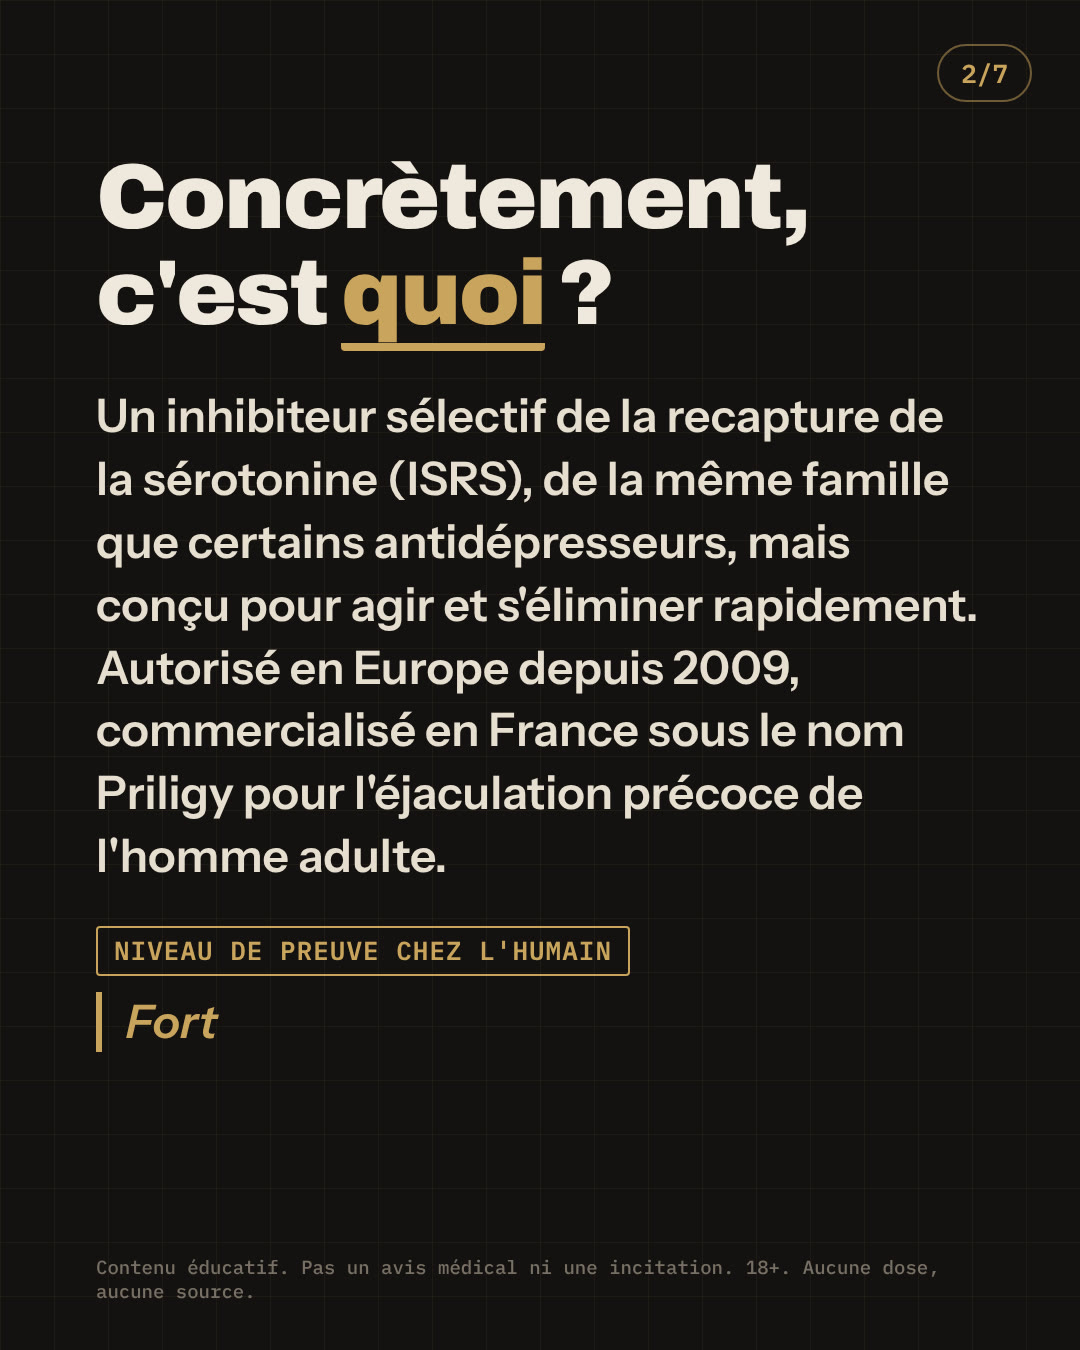 2/7
Concrètement,
c'est quoi ?
Un inhibiteur sélectif de la recapture de
la sérotonine (ISRS), de la même famille
que certains antidépresseurs, mais
conçu pour agir et s'éliminer rapidement.
Autorisé en Europe depuis 2009,
commercialisé en France sous le nom
Priligy pour l'éjaculation précoce de
l'homme adulte.
NIVEAU DE PREUVE CHEZ L'HUMAIN
Fort
Contenu éducatif. Pas un avis médical ni une incitation. 18+. Aucune dose,
aucune source.